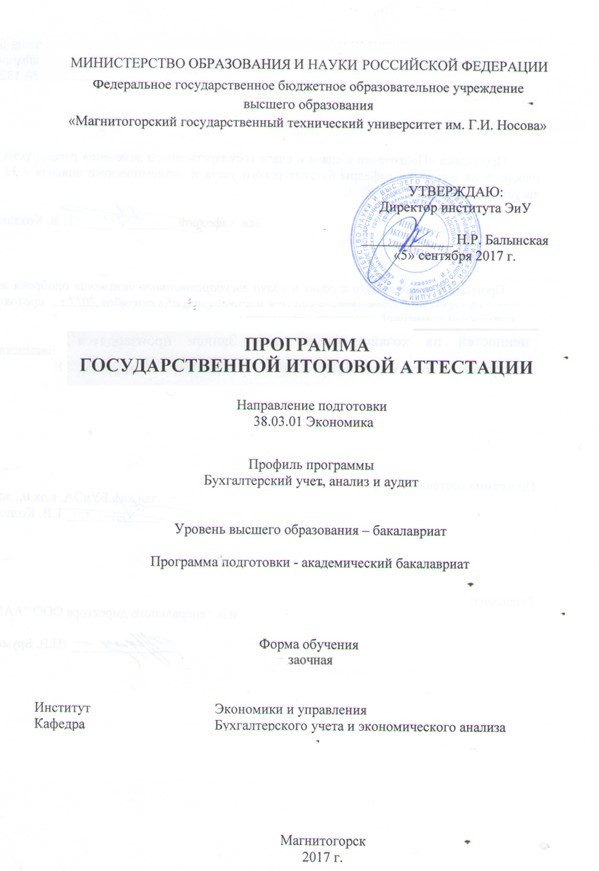 МИНИСТЕРСТВО ОБРАЗОВАНИЯ И НАУКИ РОССИЙСКОЙ ФЕДЕРАЦИИ
Федеральное государственное бюджетное образовательное учреждение
высшего образования
«Магнитогорский государственный технический университет им. Г.И. Носова»
УТВЕРЖДАЮ:
Директор института ЭиУ
Н.Р. Балынская
«5» сентября 2017 г.
ПРОГРАММА
ГОСУДАРСТВЕННОЙ ИТОГОВОЙ АТТЕСТАЦИИ
Направление подготовки
38.03.01 Экономика
Профиль программы
Бухгалтерский учет, анализ и аудит
Уровень высшего образования – бакалавриат
Программа подготовки - академический бакалавриат
Форма обучения
заочная
Институт Экономики и управления
Кафедра Бухгалтерского учета и экономического анализа
Магнитогорск
2017 г.